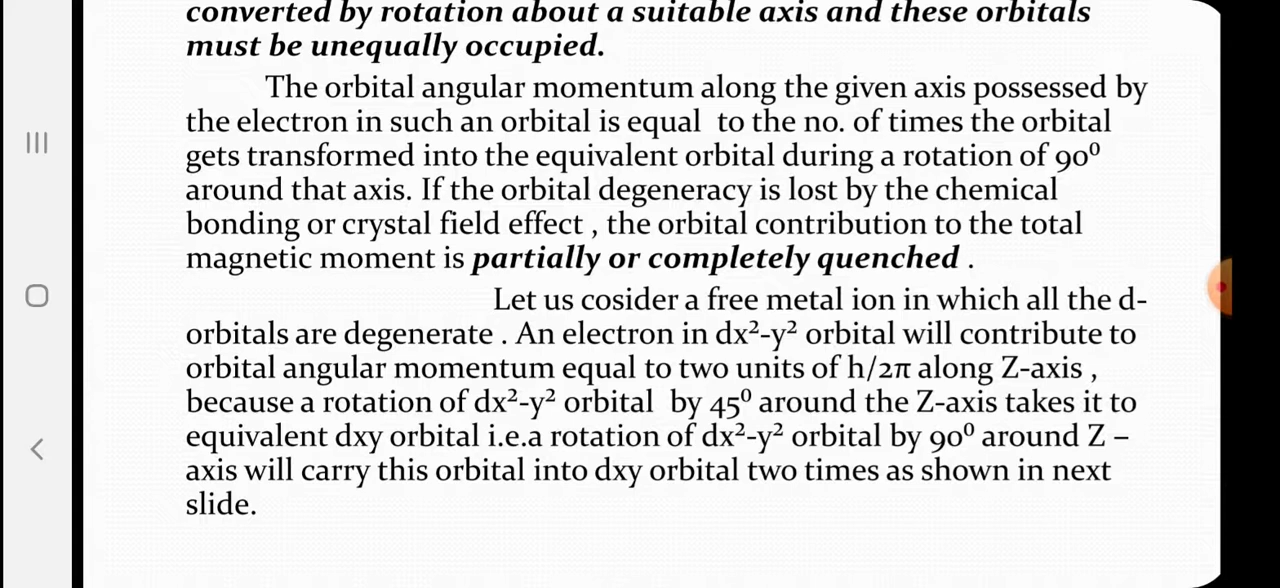 converted by rotation about a suitable axis and these orbitals
must be unequally occupied.
The orbital angular momentum along the given axis possessed by
the electron in such an orbital is equal to the no. of times the orbital
gets transformed into the equivalent orbital during a rotation of 90⁰
around that axis. If the orbital degeneracy is lost by the chemical
bonding or crystal field effect , the orbital contribution to the total
magnetic moment is partially or completely quenched .
Let us cosider a free metal ion in which all the d-
orbitals are degenerate . An electron in dx²-y² orbital will contribute to
orbital angular momentum equal to two units of h/2π along Z-axis ,
because a rotation of dx²-y² orbital by 45⁰ around the Z-axis takes it to
equivalent dxy orbital i.e.a rotation of dx²-y² orbital by 90⁰ around Z –
axis will carry this orbital into dxy orbital two times as shown in next
slide.